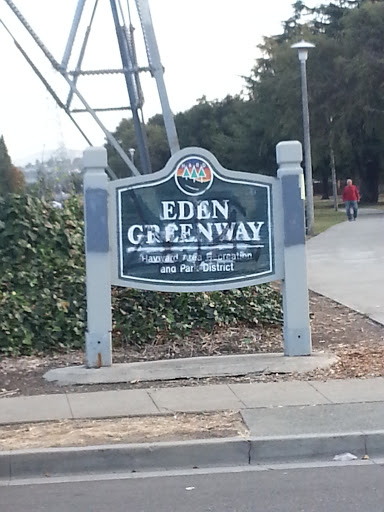 EDEN
GREENWAY
Hayward Area Recreation
and Park District